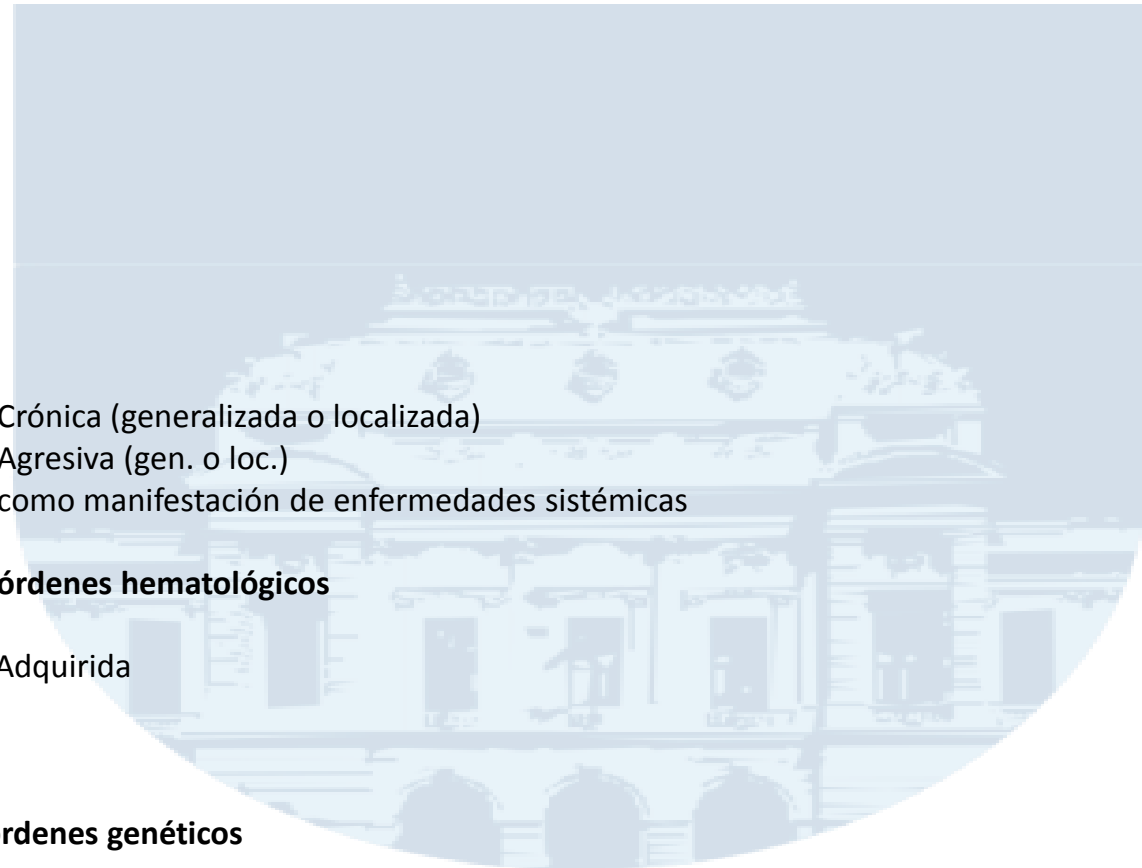 Crónica (generalizada o localizada)
Agresiva (gen. o loc.)
como manifestación de enfermedades sistémicas
órdenes hematológicos
Adquirida
rdenes genéticos